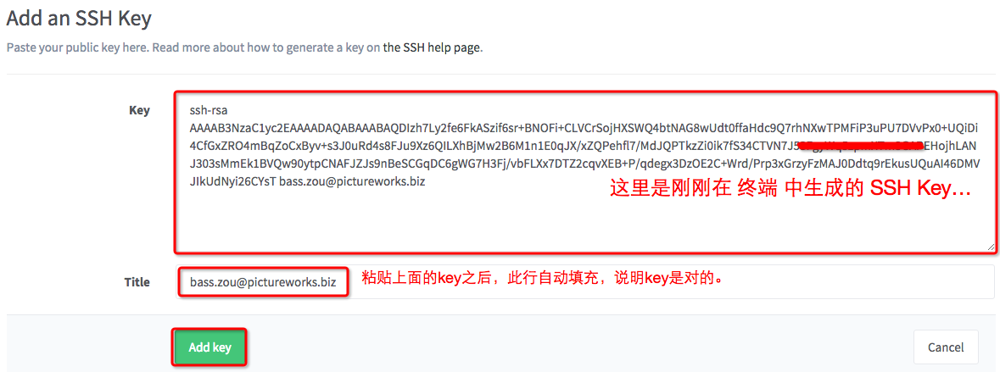 Add an SSH Key
Paste your public key here. Read more about how to generate a key on the SSH help page.
Key
ssh-rsa
AAAAB3NzaC1yc2EAAAADAQABAAABAQDIzh7Ly2fe6FkASzif6sr+BNOFi+CLVCrSojHXSWQ4btNAG8wUdt0ffaHdc9Q7rhNXwTPMFiP3uPU7DVvPx0+UQiDi
4CfGxZRO4mBqZoCxByv+s3J0uRd4s8FJu9Xz6QILXhBjMw2B6M1n1E0qJX/xZQPehfl7/MdJQPTkzZi0ik7fS34CTVN7J5 EHojhLAN
J303sMmEk1BVQw90ytpCNAFJZJs9nBeSCGqDC6gWG7H3Fj/vbFLXx7DTZ2cqvXEB+P/qdegx3DzOE2C+Wrd/Prp3xGrzyFzMAJ0Ddtq9rEkusUQuAI46DMV
JIkUdNyi26CYsT bass.zou@pictureworks.biz
这里是刚刚在 终端 中生成的 SSH Key…
Title
bass.zou@pictureworks.biz
粘贴上面的key之后，此行自动填充，说明key是对的。
Add key
Cancel